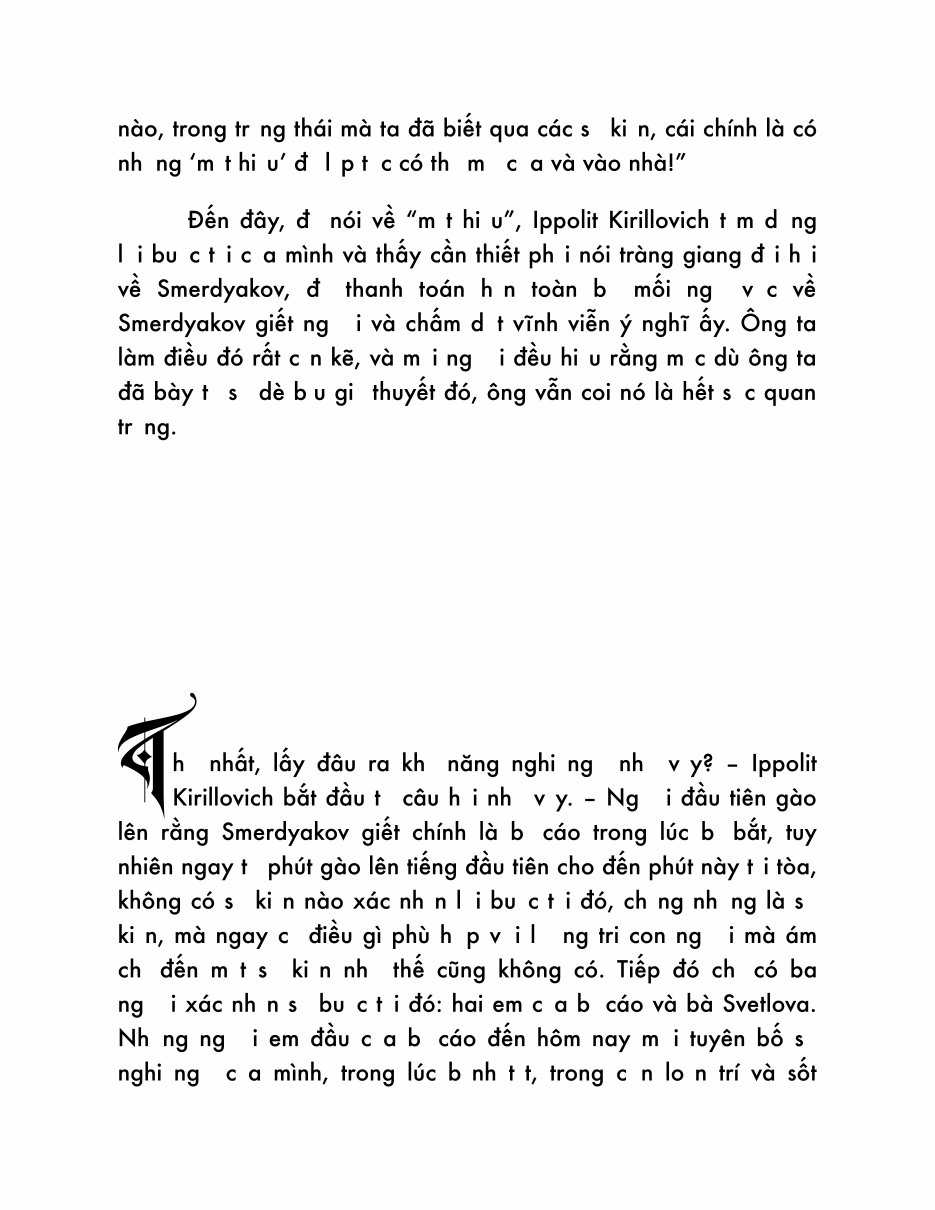 nào, trong tr ng thái mà ta đã biết qua các s ki n, cái chính là có
nh ng ‘m t hi u’ đ l p t c có th m c a và vào nhà!”
Đến đây, đ nói về “m t hi u”, Ippolit Kirillovich t m d ng
l i bu c t i c a mình và thấy cần thiết ph i nói tràng giang đ i h i
về Smerdyakov, đ thanh toán h n toàn b mối ng v c về
Smerdyakov giết ng i và chấm d t vĩnh viễn ý nghĩ ấy. Ông ta
làm điều đó rất c n kẽ, và m i ng i đều hi u rằng m c dù ông ta
đã bày t s dè b u gi thuyết đó, ông vẫn coi nó là hết s c quan
tr ng.
h nhất, lấy đâu ra kh năng nghi ng nh v y? – Ippolit
Kirillovich bắt đầu t câu h i nh v y. – Ng i đầu tiên gào
lên rằng Smerdyakov giết chính là b cáo trong lúc b bắt, tuy
nhiên ngay t phút gào lên tiếng đầu tiên cho đến phút này t i tòa,
không có s ki n nào xác nh n l i bu c t i đó, ch ng nh ng là s
ki n, mà ngay c điều gì phù h p v i l ng tri con ng i mà ám
ch đến m t s ki n nh thế cũng không có. Tiếp đó ch có ba
ng i xác nh n s bu c t i đó: hai em c a b cáo và bà Svetlova.
Nh ng ng i em đầu c a b cáo đến hôm nay m i tuyên bố s
nghi ng c a mình, trong lúc b nh t t, trong c n lo n trí và sốt